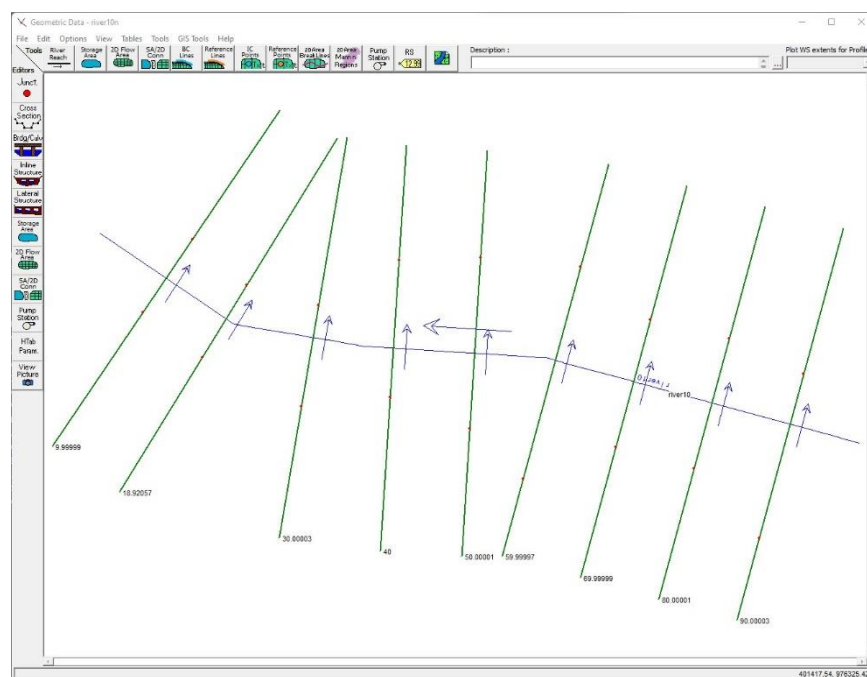 Geometric Data - river10n
File Edit Options View Tables Tools GIS Tools Help
Tools
Editors
River Reach
Storage Area
2D Flow Area
SA/2D Conn
BC Lines
Reference Lines
IC Points
Reference Points
2D Area Break Lines
2D Area Mann n Regions
Pump Station
RS
Description :
...
Plot WS extents for Profile
Junct.
Cross Section
Brdg/Culv
Inline Structure
Lateral Structure
Storage Area
2D Flow Area
SA/2D Conn
Pump Station
HTab Param.
View Picture
river10
river10
9.99999
18.92057
30.00003
40
50.00001
59.99997
69.99999
80.00001
90.00003